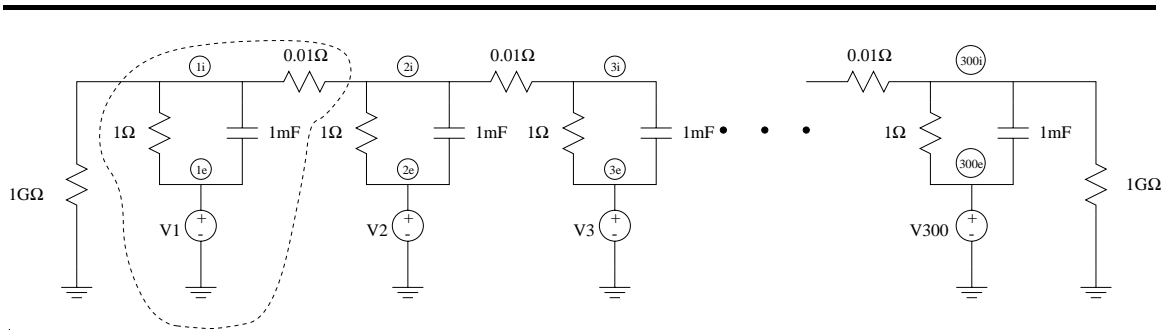 0.01Ω 0.01Ω 0.01Ω
1i 2i 3i 300i
1Ω 1mF 1Ω 1mF 1Ω 1mF 1Ω 1mF
1e 2e 3e 300e
1GΩ 1GΩ
V1 + - V2 + - V3 + - V300 + -